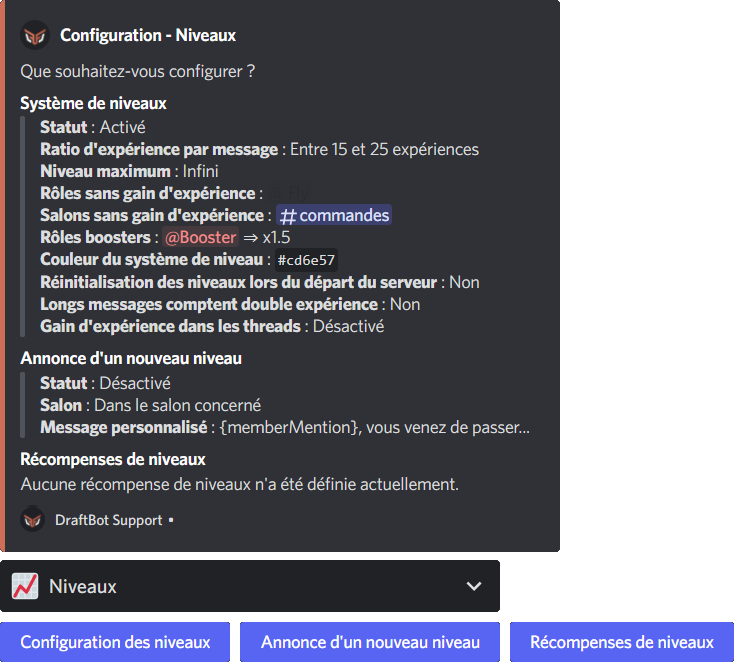 Configuration - Niveaux
Que souhaitez-vous configurer ?
Système de niveaux
Statut : Activé
Ratio d'expérience par message : Entre 15 et 25 expériences
Niveau maximum : Infini
Rôles sans gain d'expérience :
Salons sans gain d'expérience : # commandes
Rôles boosters : @Booster ⇒ x1.5
Couleur du système de niveau : #cd6e57
Réinitialisation des niveaux lors du départ du serveur : Non
Longs messages comptent double expérience : Non
Gain d'expérience dans les threads : Désactivé
Annonce d'un nouveau niveau
Statut : Désactivé
Salon : Dans le salon concerné
Message personnalisé : {memberMention}, vous venez de passer...
Récompenses de niveaux
Aucune récompense de niveaux n'a été définie actuellement.
DraftBot Support •
Niveaux
Configuration des niveaux
Annonce d'un nouveau niveau
Récompenses de niveaux